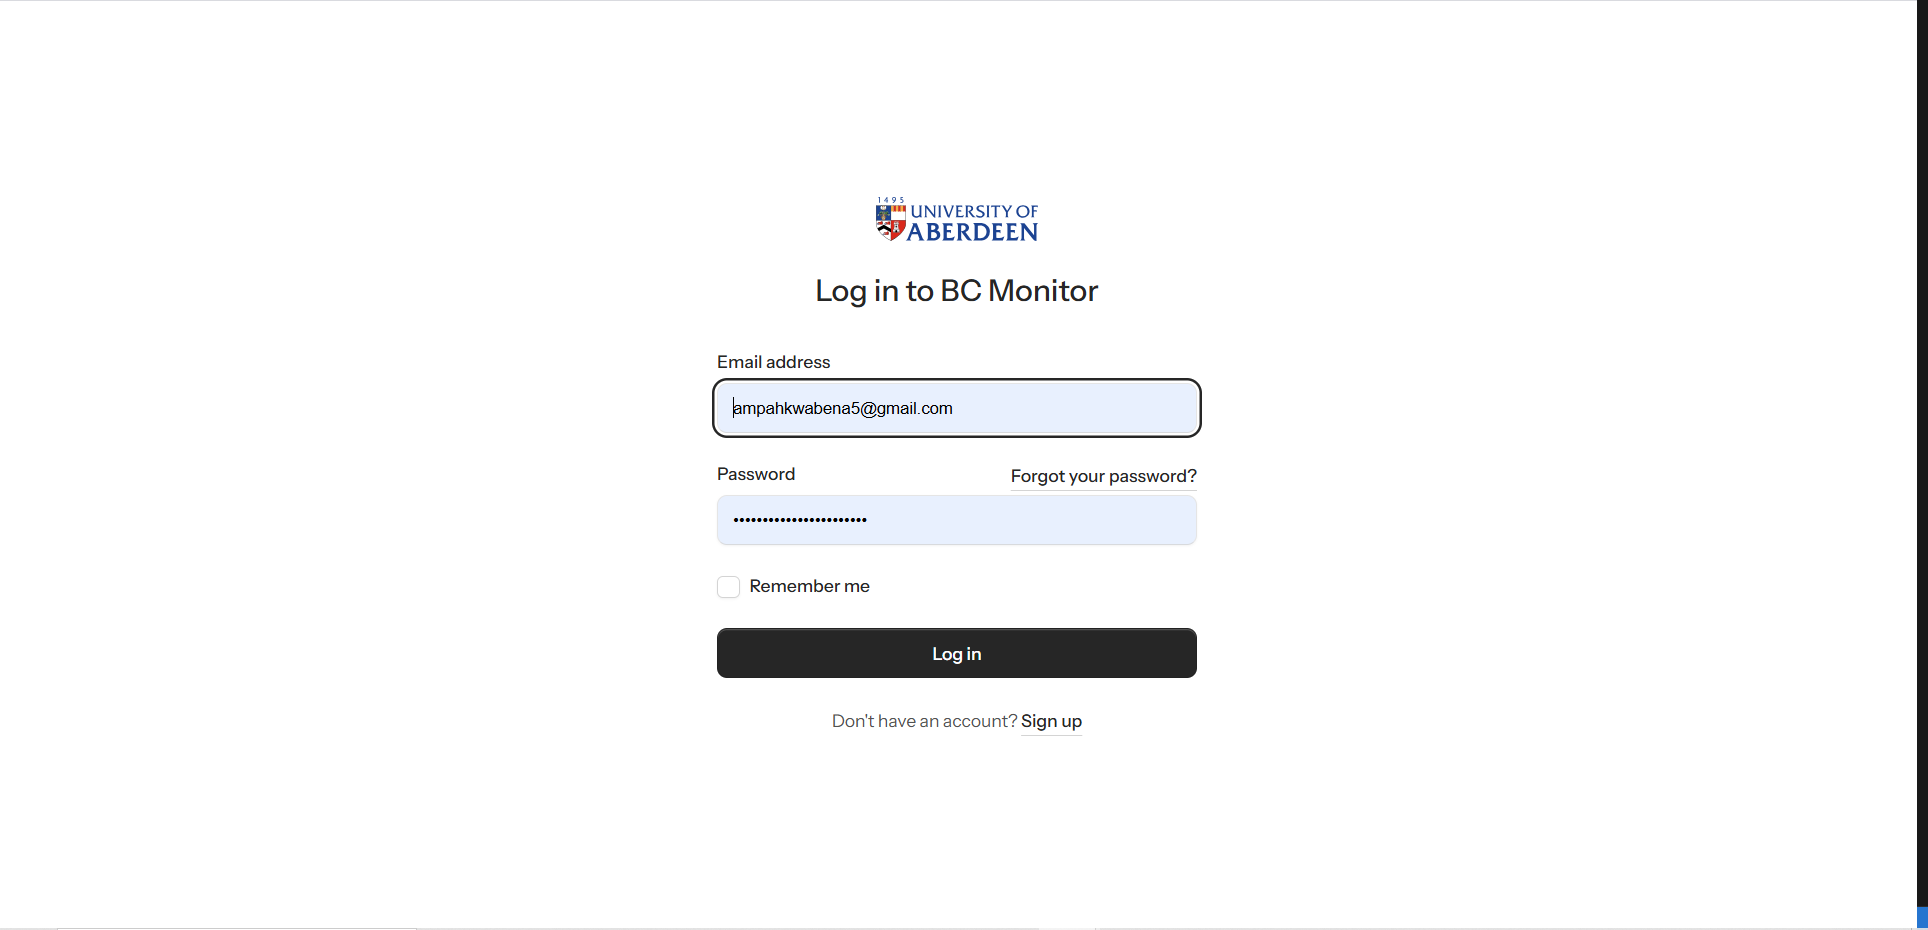 1495
UNIVERSITY OF
ABERDEEN
Log in to BC Monitor
Email address
ampahkwabena5@gmail.com
Password
Forgot your password?
•••••••••••••••••••••••
Remember me
Log in
Don't have an account? Sign up